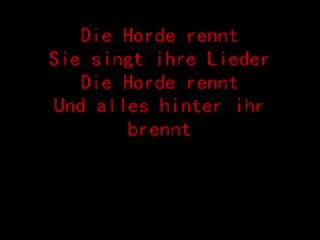 Die Horde rennt
Sie singt ihre Lieder
Die Horde rennt
Und alles hinter ihr
brennt